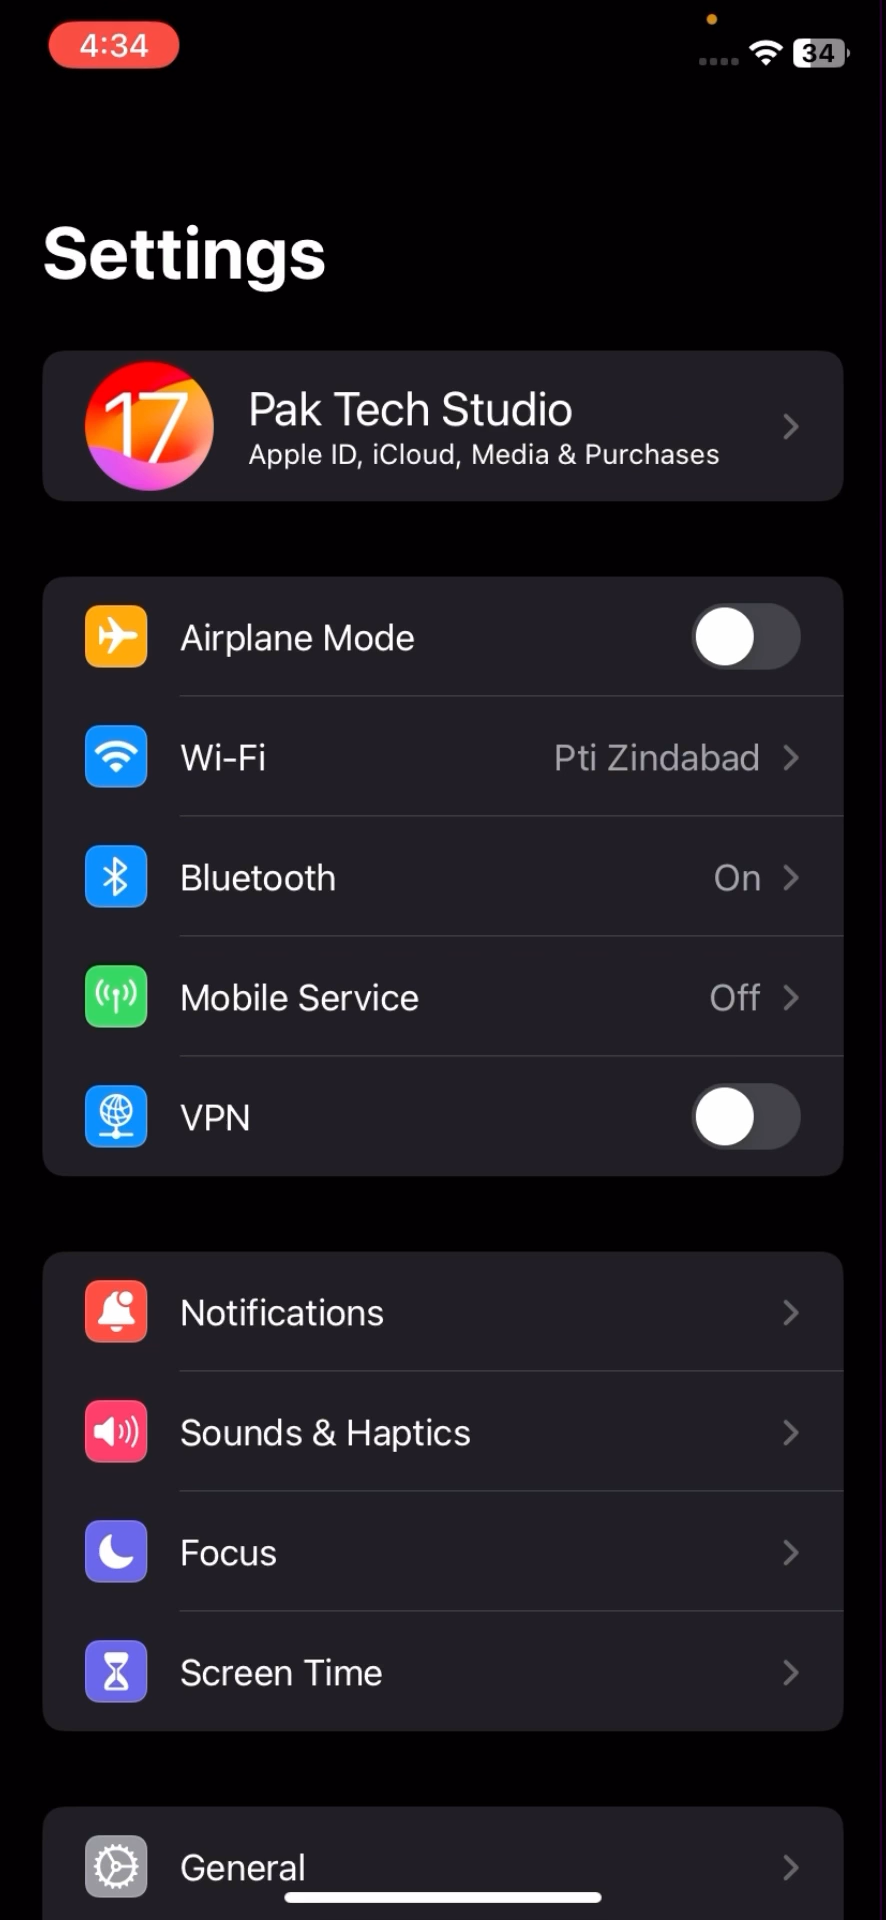 4:34
34
Settings
17
Pak Tech Studio
Apple ID, iCloud, Media & Purchases
Airplane Mode
Wi-Fi Pti Zindabad
Bluetooth On
Mobile Service Off
VPN
Notifications
Sounds & Haptics
Focus
Screen Time
General